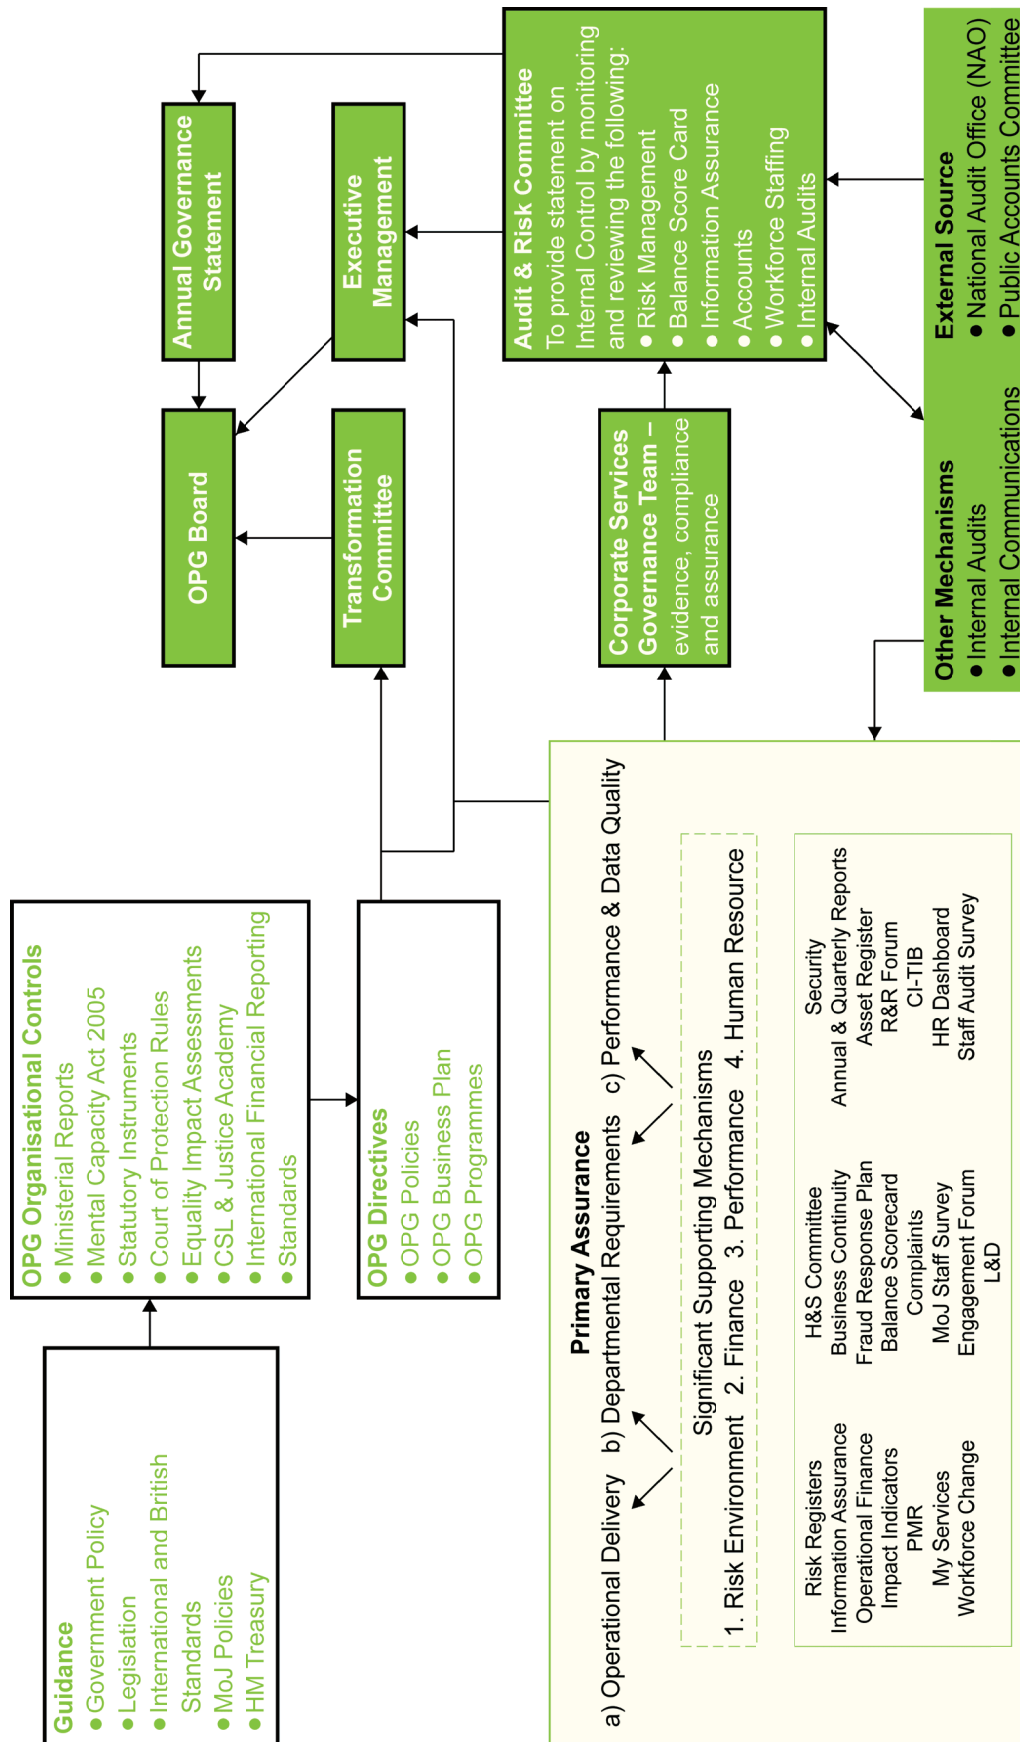 Guidance
● Government Policy
● Legislation
● International and British
Standards
● MoJ Policies
● HM Treasury
OPG Organisational Controls
● Ministerial Reports
● Mental Capacity Act 2005
● Statutory Instruments
● Court of Protection Rules
● Equality Impact Assessments
● CSL & Justice Academy
● International Financial Reporting
● Standards
OPG Directives
● OPG Policies
● OPG Business Plan
● OPG Programmes
OPG Board
Annual Governance
Statement
Transformation
Committee
Executive
Management
Primary Assurance
a) Operational Delivery b) Departmental Requirements c) Performance & Data Quality
Significant Supporting Mechanisms
1. Risk Environment 2. Finance 3. Performance 4. Human Resource
Risk Registers
Information Assurance
Operational Finance
Impact Indicators
PMR
My Services
Workforce Change
H&S Committee
Business Continuity
Fraud Response Plan
Balance Scorecard
Complaints
MoJ Staff Survey
Engagement Forum
L&D
Security
Annual & Quarterly Reports
Asset Register
R&R Forum
CI-TIB
HR Dashboard
Staff Audit Survey
Corporate Services
Governance Team –
evidence, compliance
and assurance
Audit & Risk Committee
To provide statement on
Internal Control by monitoring
and reviewing the following:
● Risk Management
● Balance Score Card
● Information Assurance
● Accounts
● Workforce Staffing
● Internal Audits
Other Mechanisms
● Internal Audits
● Internal Communications
External Source
● National Audit Office (NAO)
● Public Accounts Committee